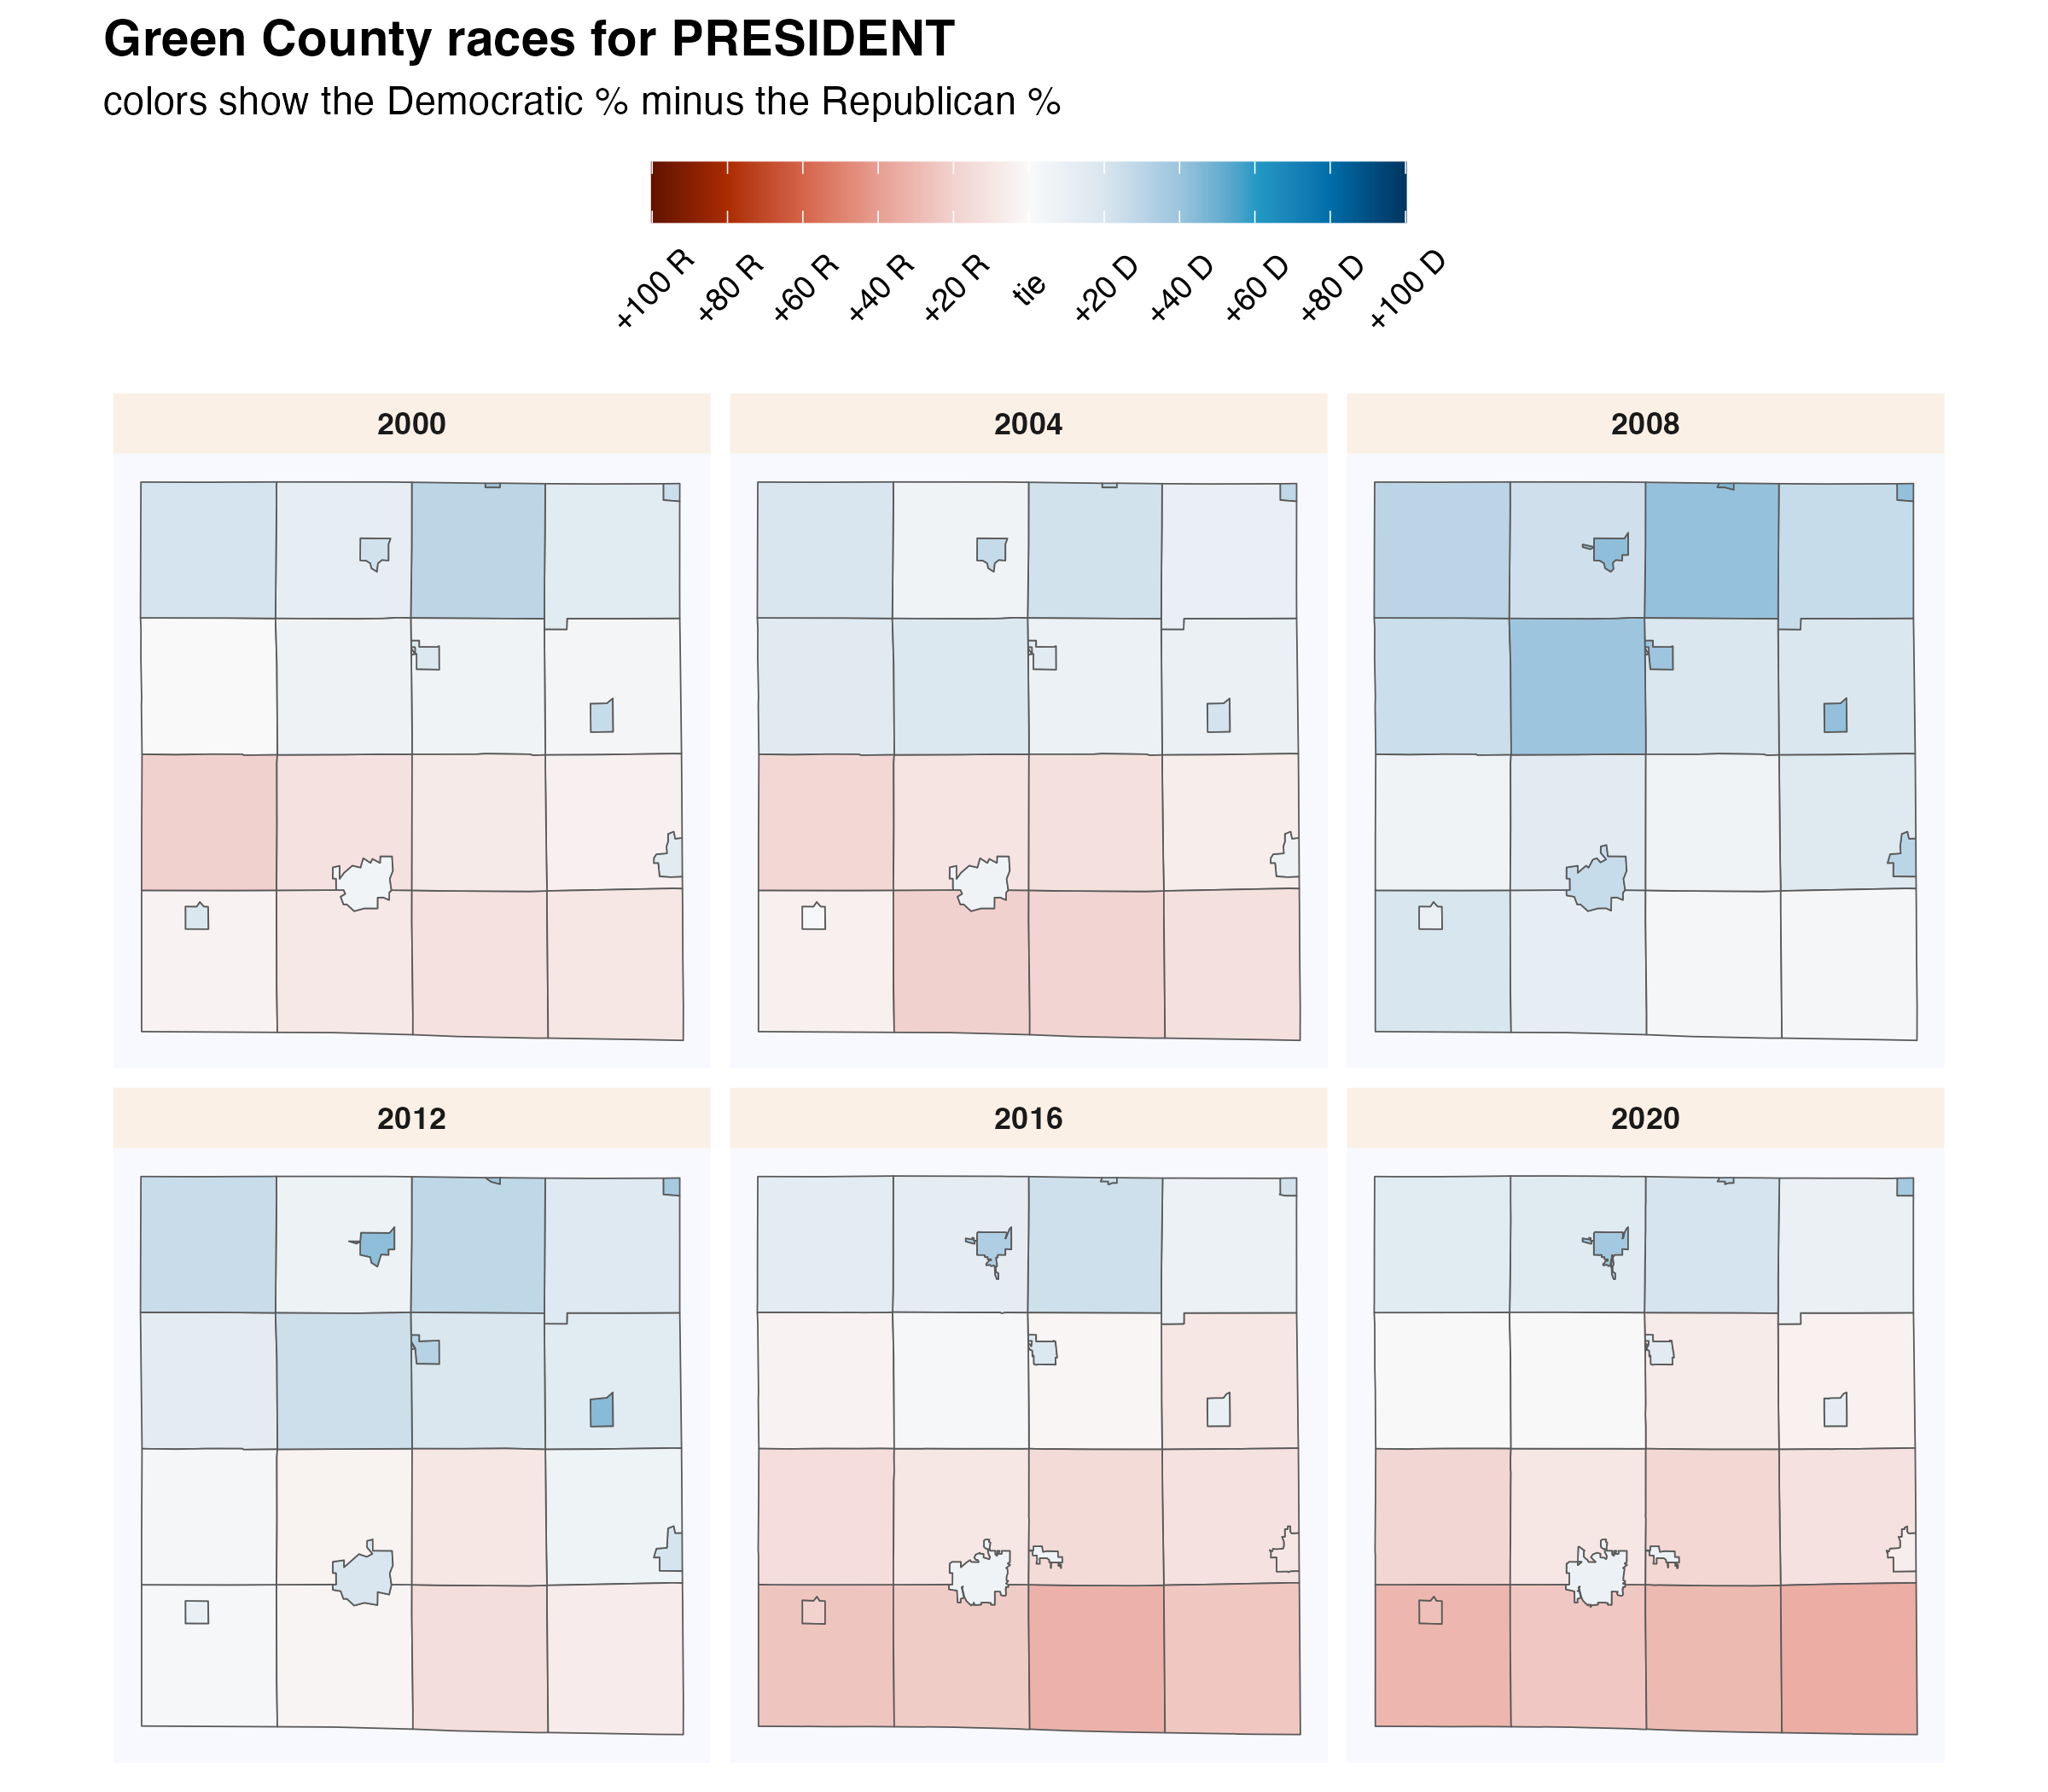 Green County races for PRESIDENT
colors show the Democratic % minus the Republican %
+100 R
+80 R
+60 R
+40 R
+20 R
tie
+20 D
+40 D
+60 D
+80 D
+100 D
2000
2004
2008
2012
2016
2020